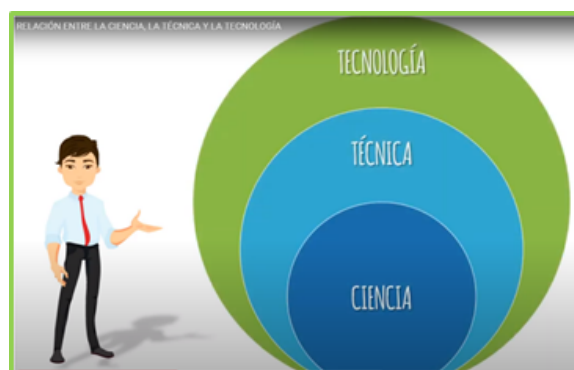 RELACIÓN ENTRE LA CIENCIA, LA TÉCNICA Y LA TECNOLOGÍA
TECNOLOGÍA
TÉCNICA
CIENCIA